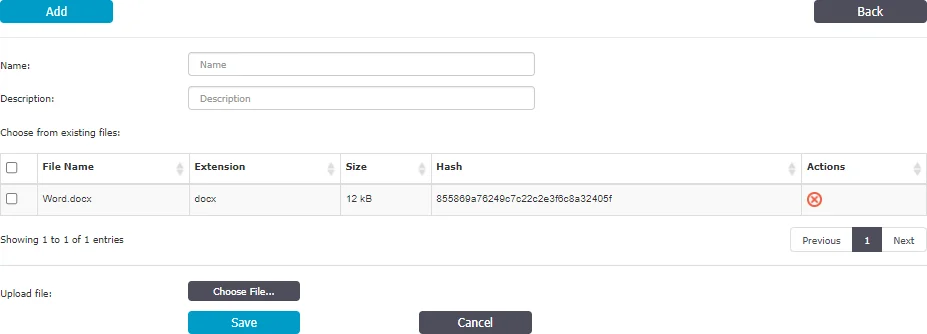 Add Back
Name: Name
Description: Description
Choose from existing files:
File Name Extension Size Hash Actions
Word.docx docx 12 kB 855869a76249c7c22c2e3f6c8a32405f
Showing 1 to 1 of 1 entries Previous 1 Next
Upload file: Choose File...
Save Cancel